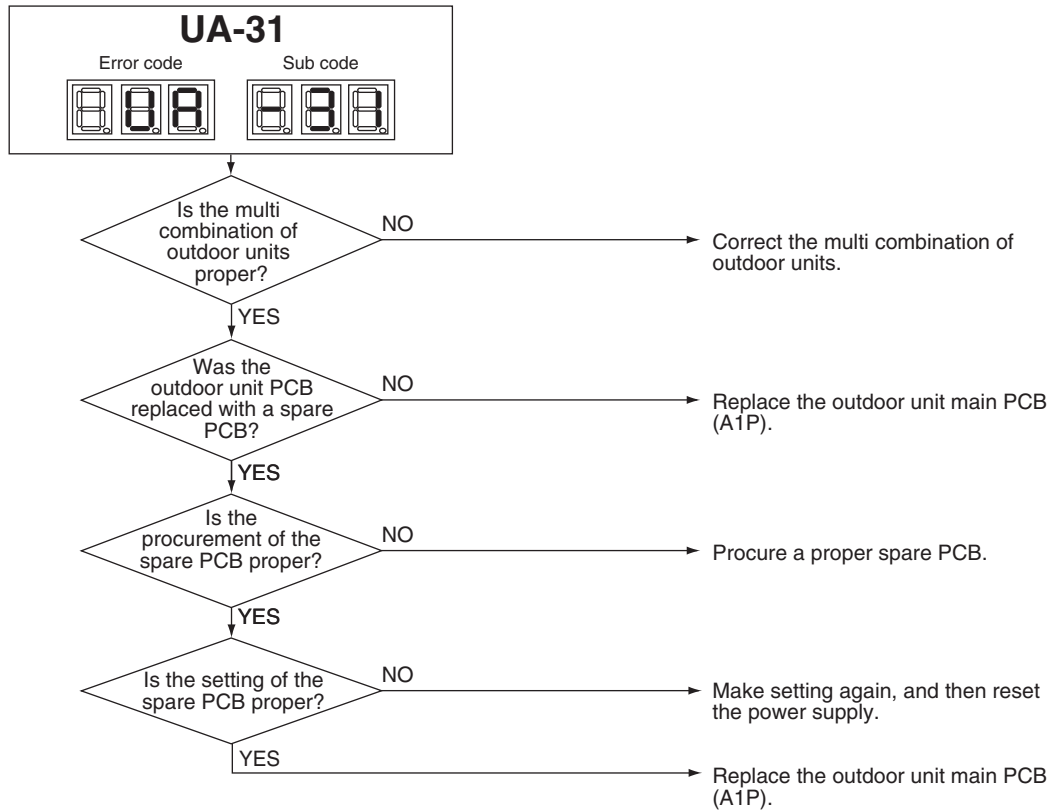 UA-31
Error code
Sub code
UA
-31
Is the multi
combination of
outdoor units
proper?
NO
Correct the multi combination of
outdoor units.
YES
Was the
outdoor unit PCB
replaced with a spare
PCB?
NO
Replace the outdoor unit main PCB
(A1P).
YES
Is the
procurement of the
spare PCB proper?
NO
Procure a proper spare PCB.
YES
Is the setting of the
spare PCB proper?
NO
Make setting again, and then reset
the power supply.
YES
Replace the outdoor unit main PCB
(A1P).